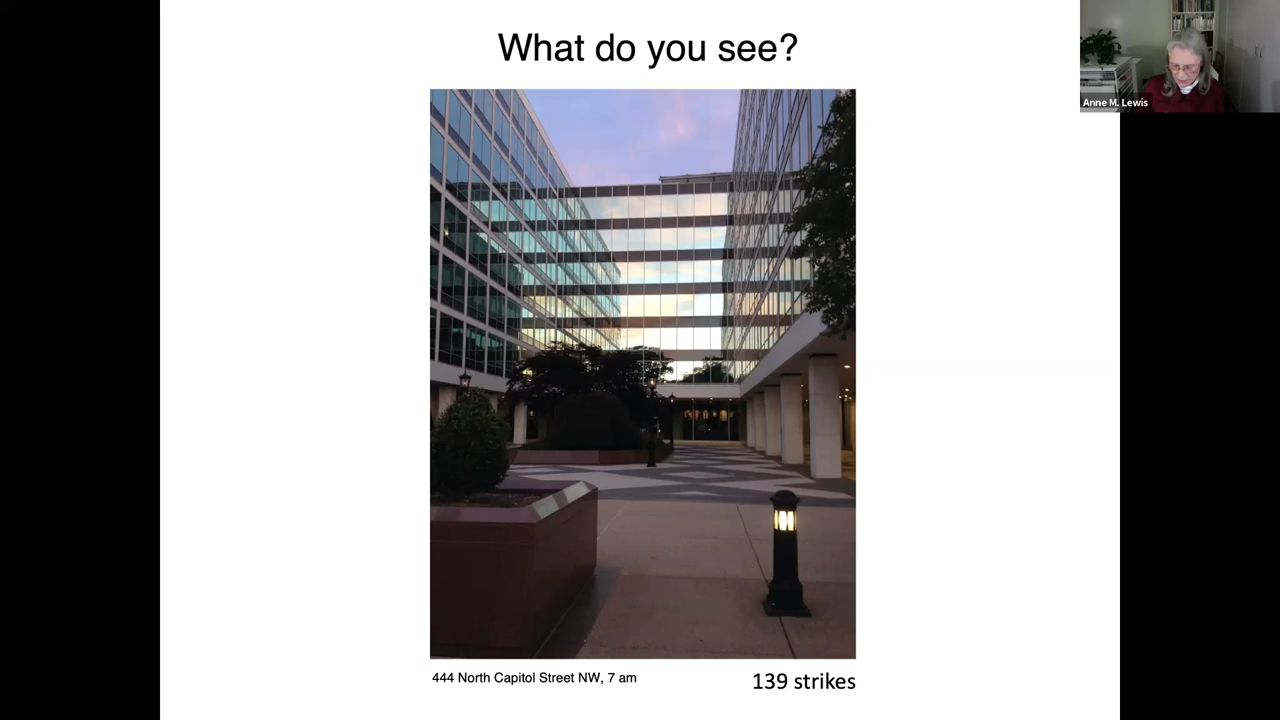 What do you see?
Anne M. Lewis
444 North Capitol Street NW, 7 am
139 strikes